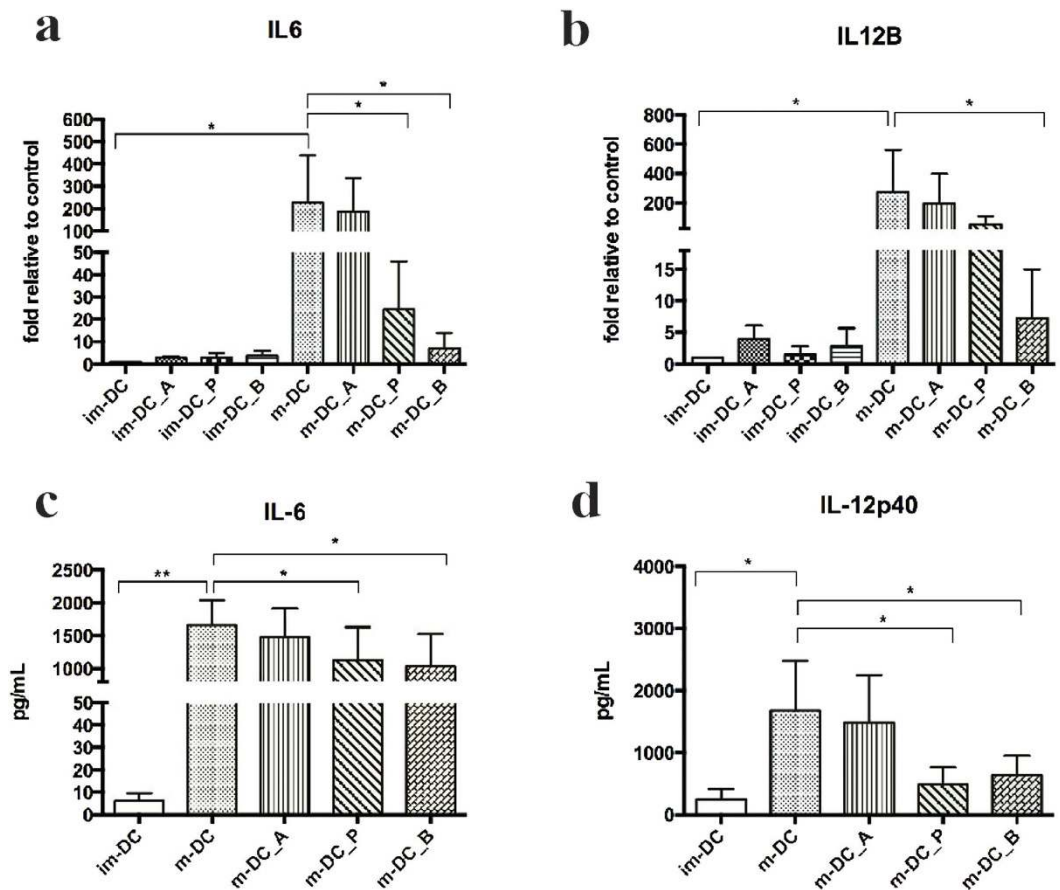 a
IL6
*
*
*
fold relative to control
600
500
400
300
200
100
50
40
30
20
10
0
im-DC
im-DC_A
im-DC_P
im-DC_B
m-DC
m-DC_A
m-DC_P
m-DC_B
b
IL12B
*
*
fold relative to control
800
600
400
200
15
10
5
0
im-DC
im-DC_A
im-DC_P
im-DC_B
m-DC
m-DC_A
m-DC_P
m-DC_B
c
IL-6
*
**
*
pg/mL
2500
2000
1500
1000
50
40
30
20
10
0
im-DC
m-DC
m-DC_A
m-DC_P
m-DC_B
d
IL-12p40
*
*
*
pg/mL
4000
3000
2000
1000
0
im-DC
m-DC
m-DC_A
m-DC_P
m-DC_B